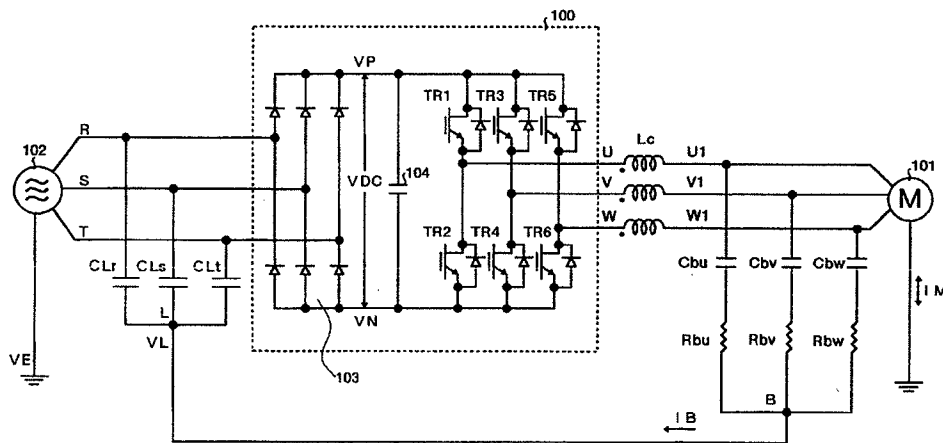 100
VP
TR1 TR3 TR5
102
R
S
T
VDC
104
U
V
W
Lc
U1
V1
W1
101
M
TR2 TR4 TR6
CLr CLs CLt
Cbu Cbv Cbw
L
VL
VN
103
VE
Rbu Rbv Rbw
IM
B
IB